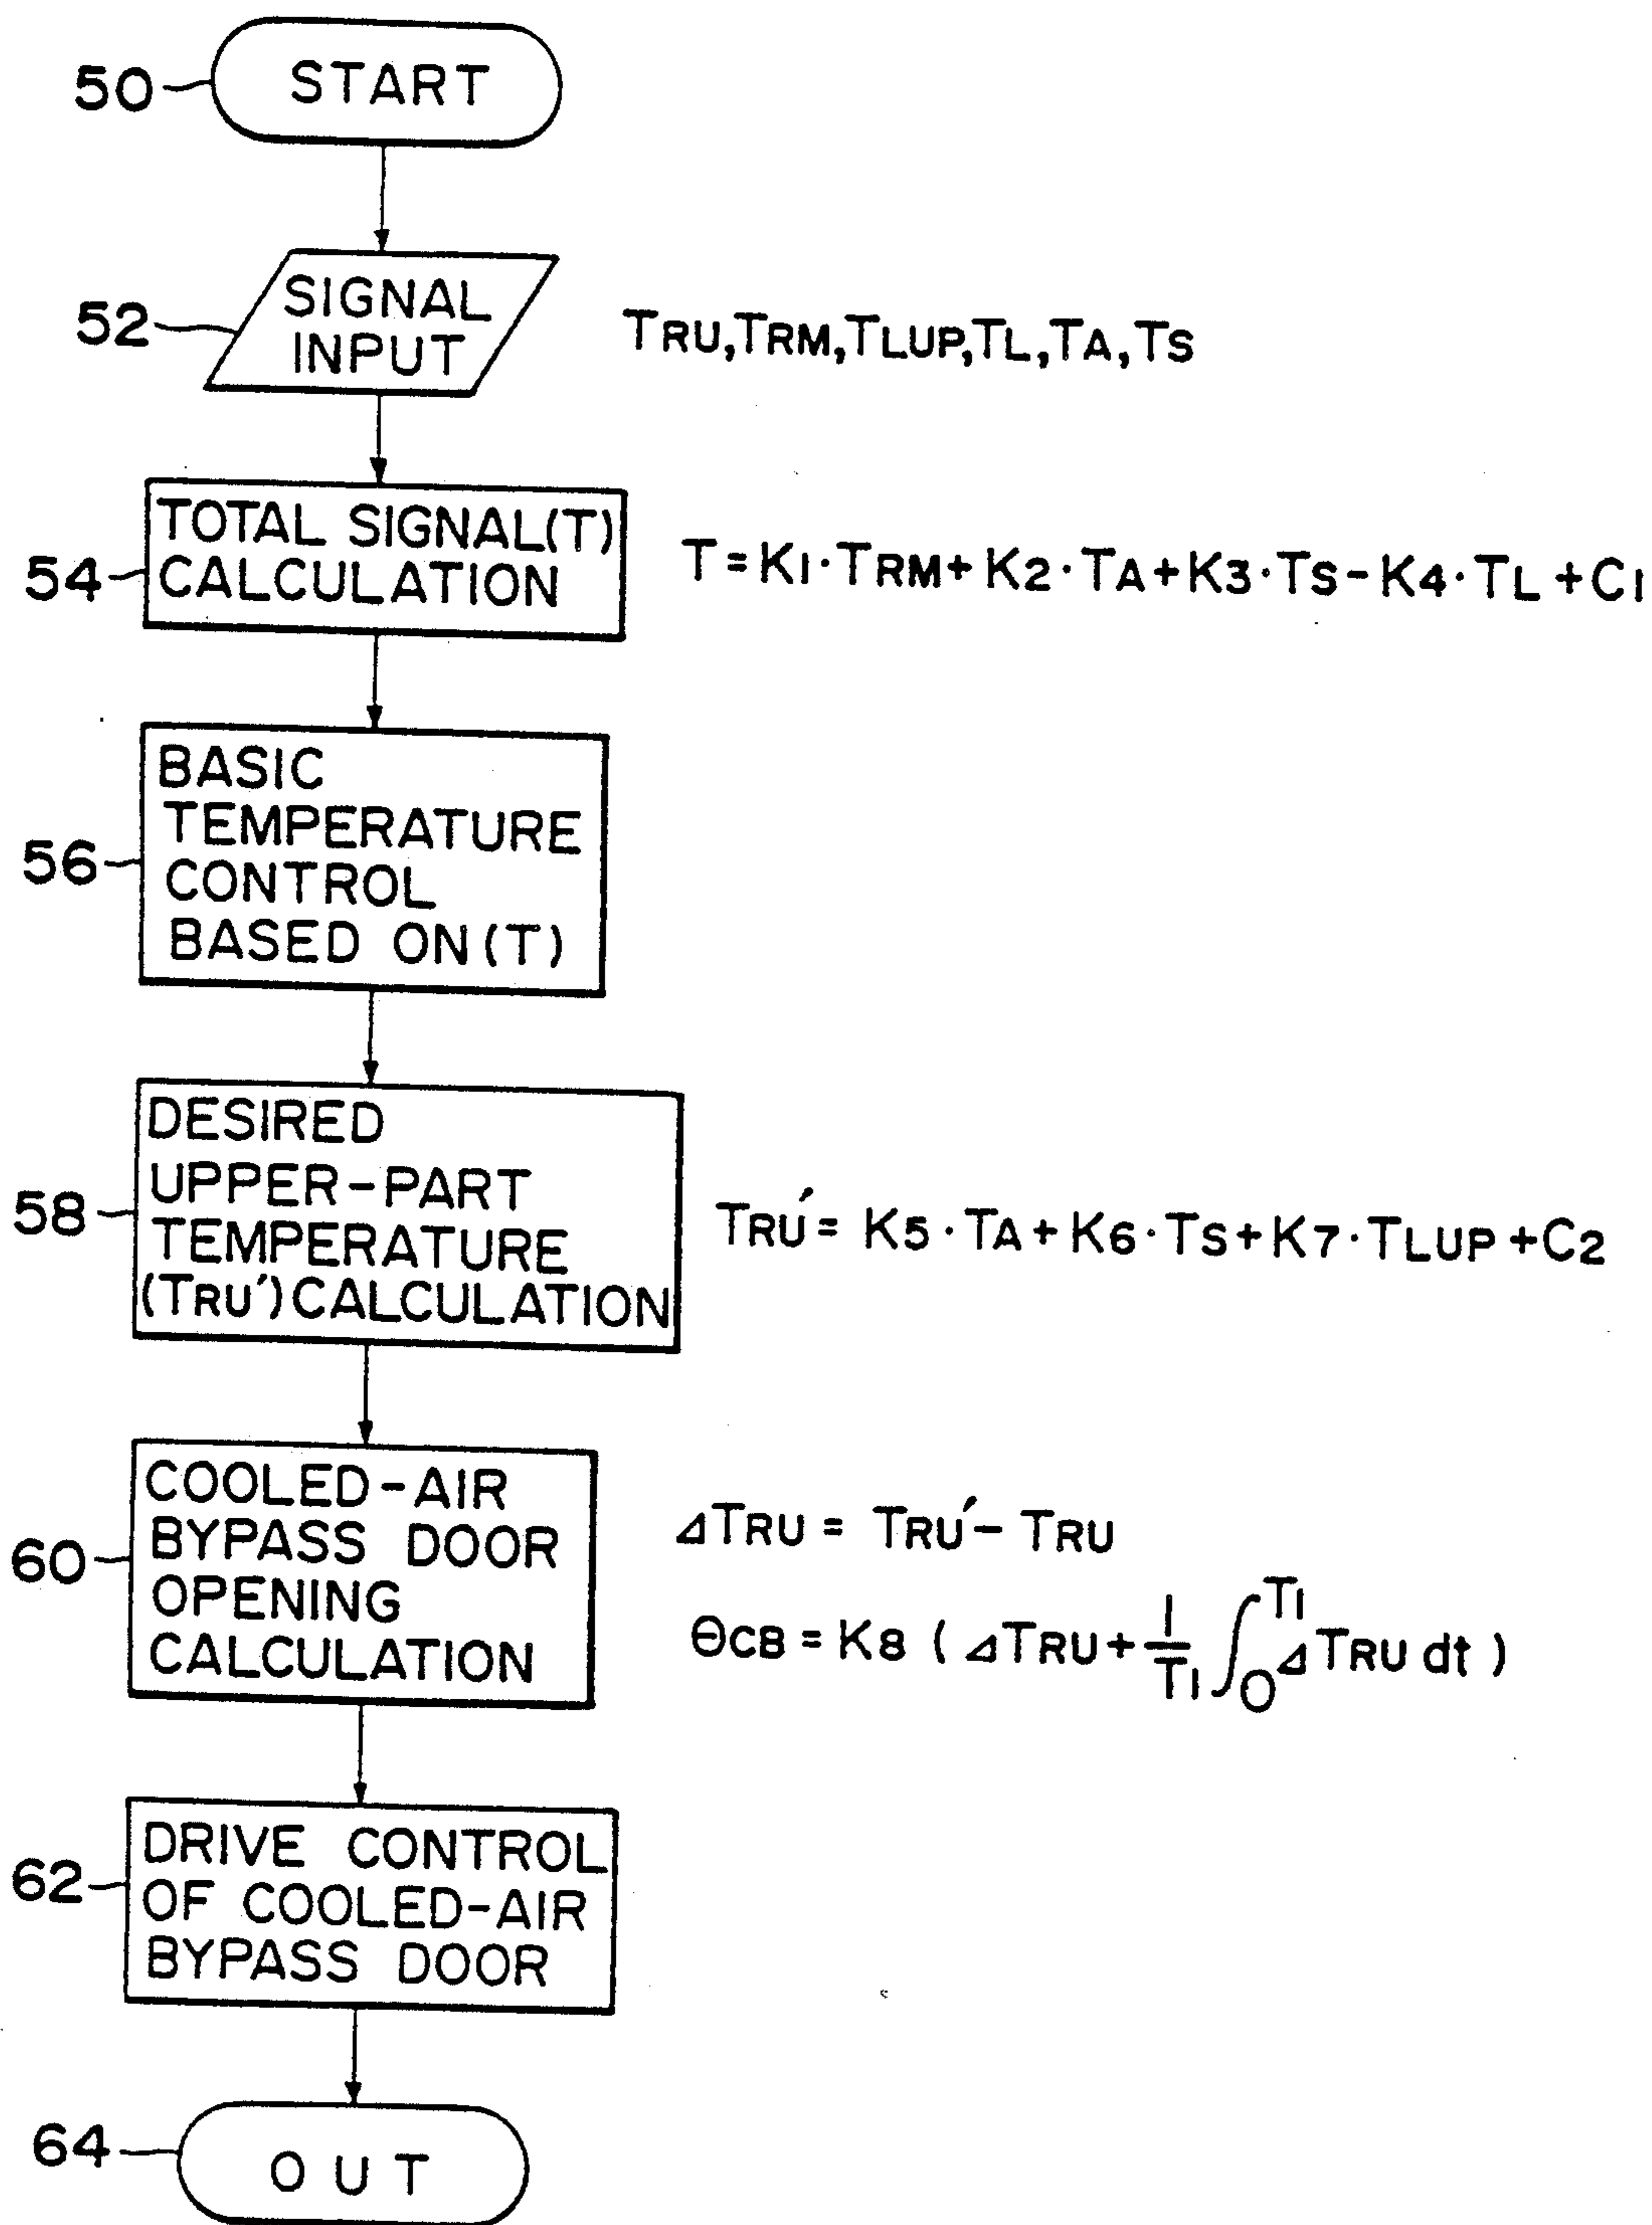 50 START
52 SIGNAL
INPUT
TRU,TRM,TLUP,TL,TA,TS
54 TOTAL SIGNAL(T)
CALCULATION
T=K1·TRM+K2·TA+K3·TS-K4·TL+C1
56 BASIC
TEMPERATURE
CONTROL
BASED ON(T)
58 DESIRED
UPPER-PART
TEMPERATURE
(TRU')CALCULATION
TRU'= K5·TA+K6·TS+K7·TLUP+C2
60 COOLED-AIR
BYPASS DOOR
OPENING
CALCULATION
⊿TRU = TRU'- TRU
θCB = K8 ( ⊿TRU+ 1/T1 ∫0T1 ⊿TRU dt )
62 DRIVE CONTROL
OF COOLED-AIR
BYPASS DOOR
64 OUT